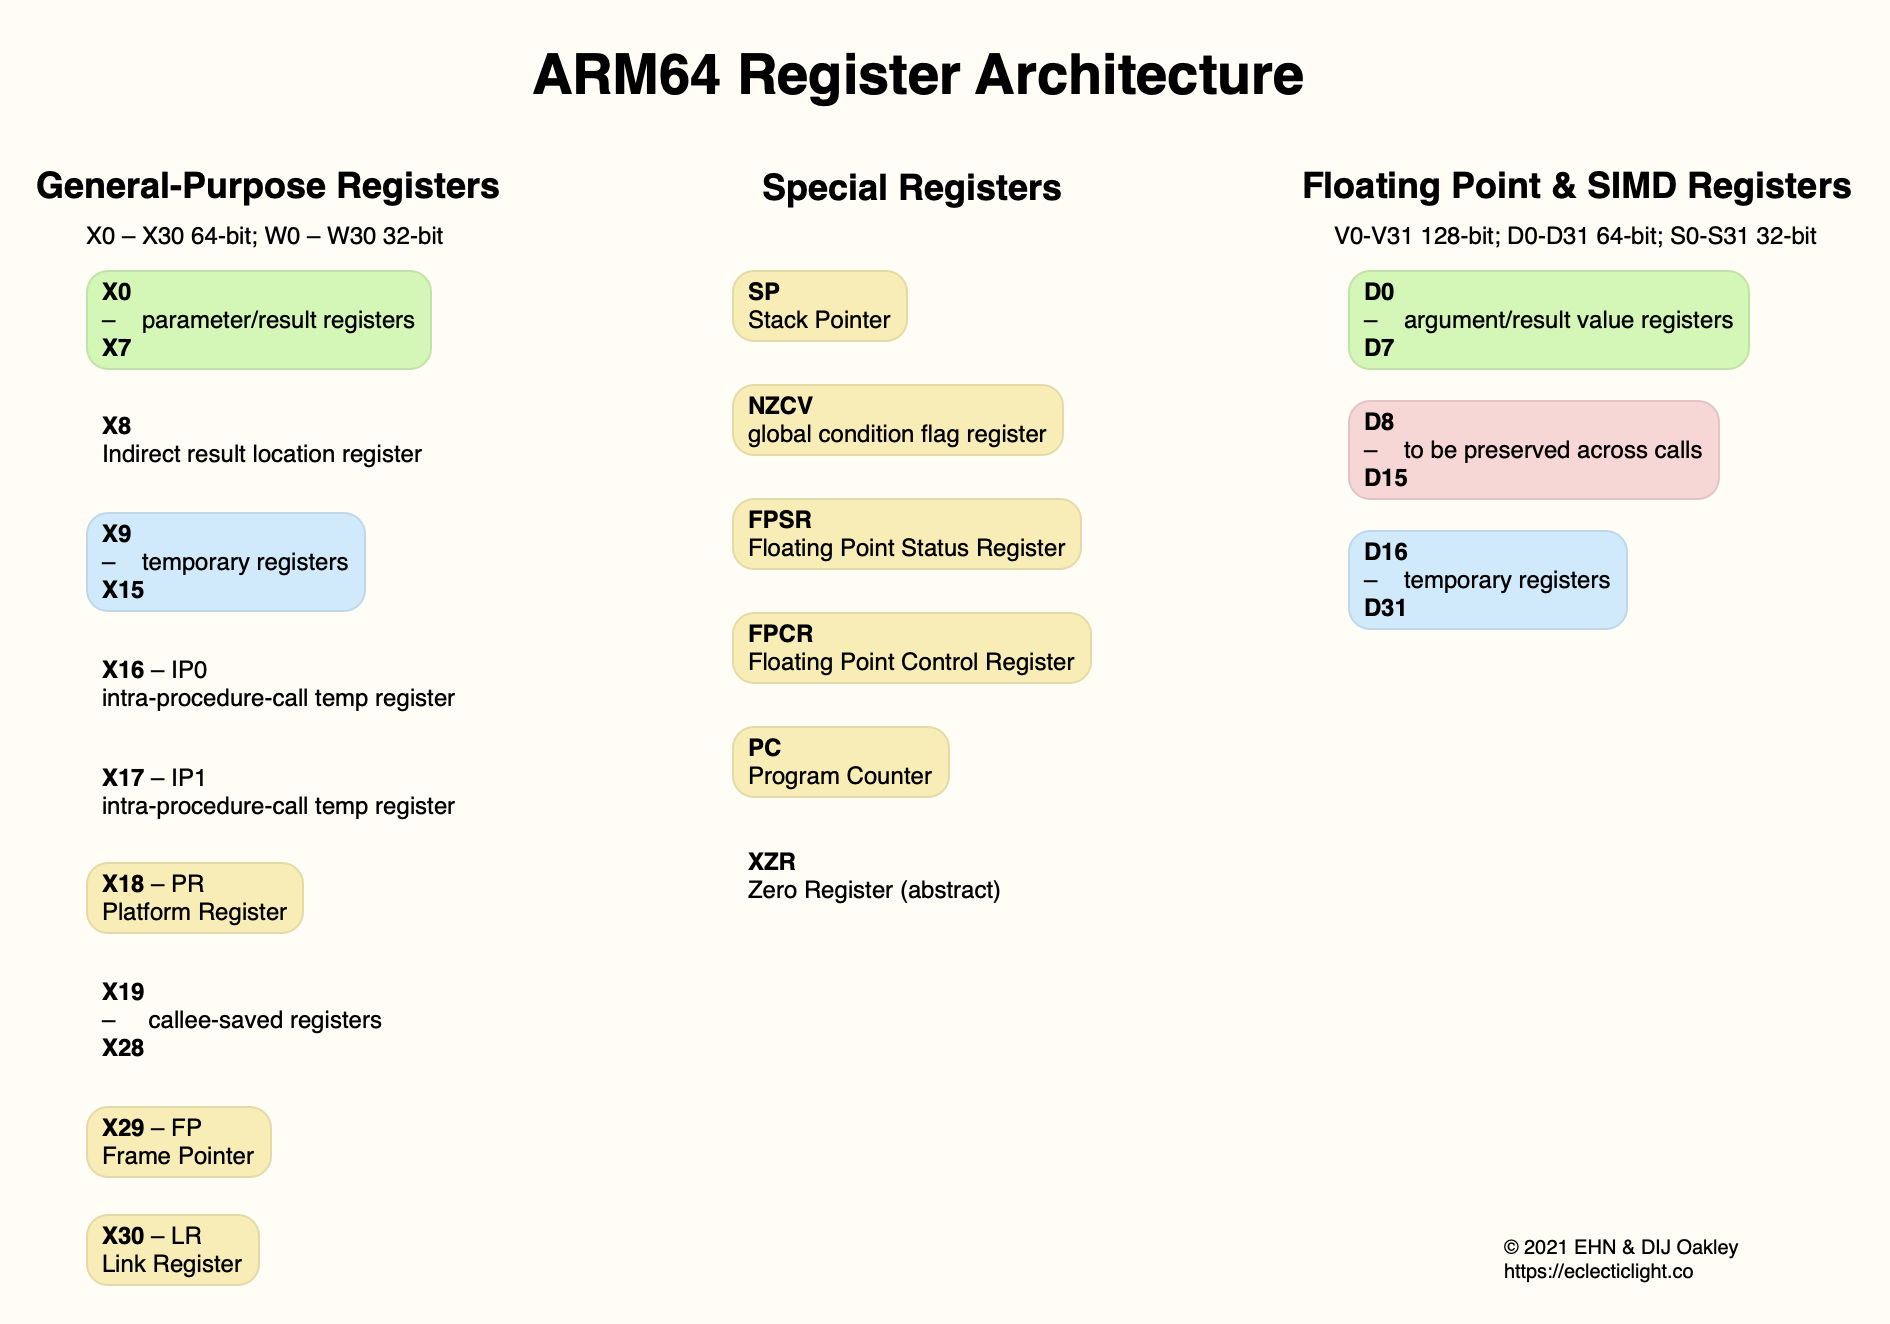 ARM64 Register Architecture
General-Purpose Registers
X0 – X30 64-bit; W0 – W30 32-bit
X0
– parameter/result registers
X7
X8
Indirect result location register
X9
– temporary registers
X15
X16 – IP0
intra-procedure-call temp register
X17 – IP1
intra-procedure-call temp register
X18 – PR
Platform Register
X19
– callee-saved registers
X28
X29 – FP
Frame Pointer
X30 – LR
Link Register
Special Registers
SP
Stack Pointer
NZCV
global condition flag register
FPSR
Floating Point Status Register
FPCR
Floating Point Control Register
PC
Program Counter
XZR
Zero Register (abstract)
Floating Point & SIMD Registers
V0-V31 128-bit; D0-D31 64-bit; S0-S31 32-bit
D0
– argument/result value registers
D7
D8
– to be preserved across calls
D15
D16
– temporary registers
D31
© 2021 EHN & DIJ Oakley
https://eclecticlight.co